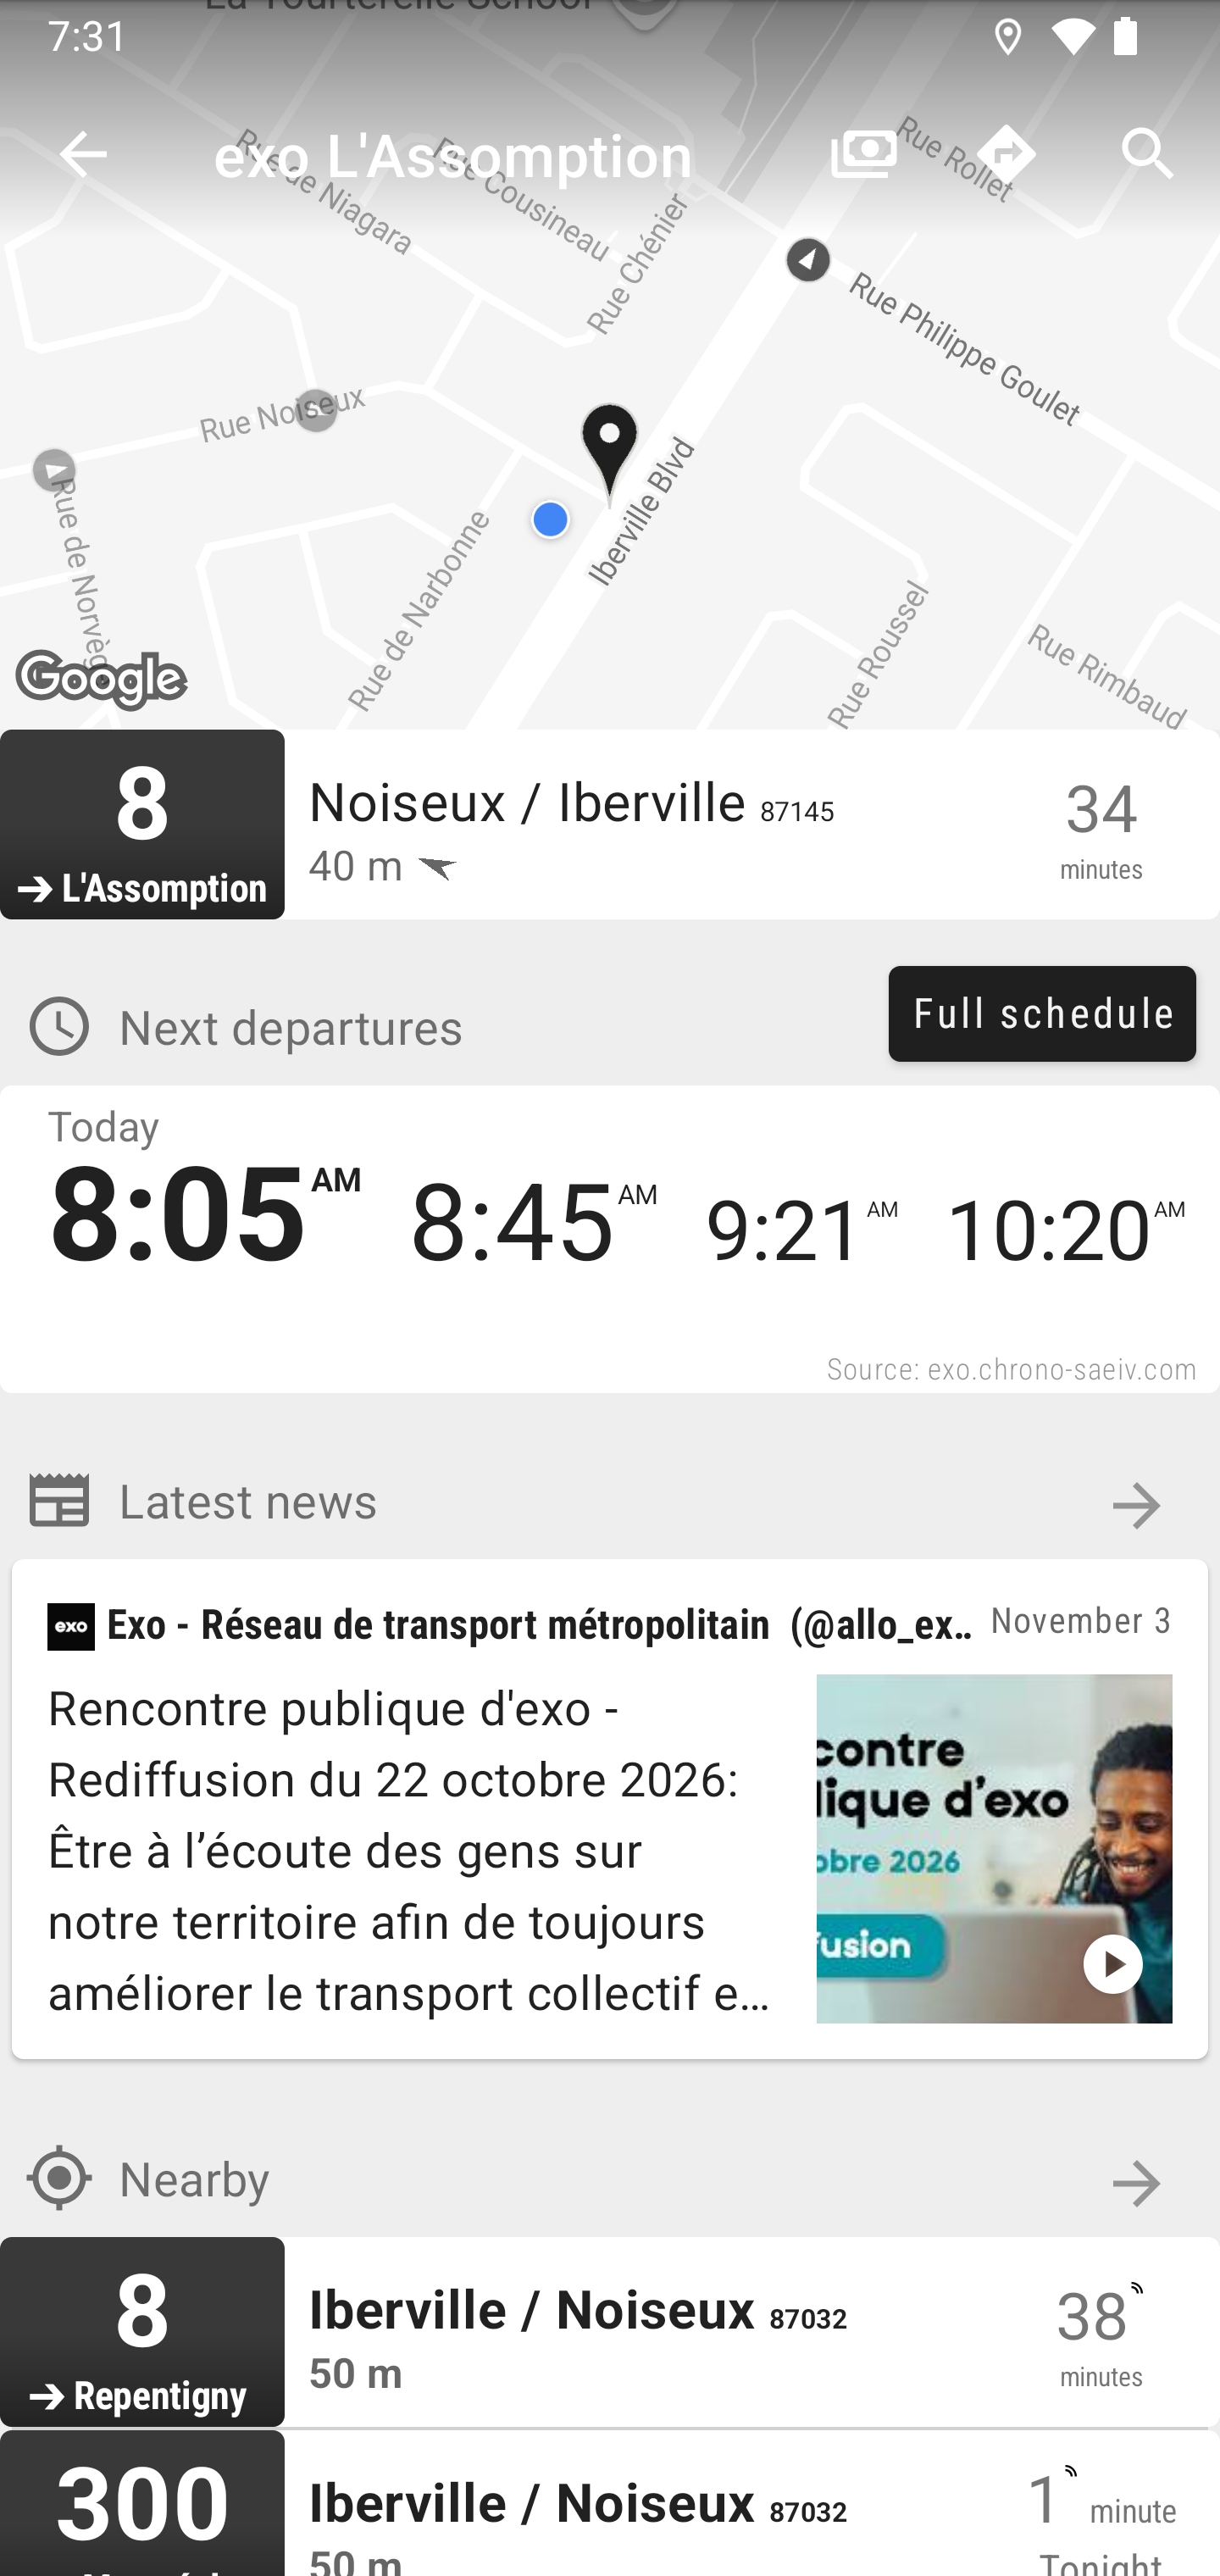 La Tourterelle School
7:31
exo L'Assomption
Rue de Niagara
Rue Cousineau
Rue Chénier
Rue Rollet
Rue Philippe Goulet
Rue Noiseux
Iberville Blvd
Rue de Narbonne
Rue Roussel
Rue Rimbaud
Google
8
→ L'Assomption
Noiseux / Iberville 87145
40 m
34
minutes
Next departures
Full schedule
Today
8:05 AM 8:45 AM 9:21 AM 10:20 AM
Source: exo.chrono-saeiv.com
Latest news
exo
Exo - Réseau de transport métropolitain (@allo_ex…
November 3
Rencontre publique d'exo -
Rediffusion du 22 octobre 2026:
Être à l’écoute des gens sur
notre territoire afin de toujours
améliorer le transport collectif e…
contre
lique d'exo
obre 2026
fusion
Nearby
8
→ Repentigny
Iberville / Noiseux 87032
50 m
38
minutes
300
Iberville / Noiseux 87032
50 m
1 minute
Tonight